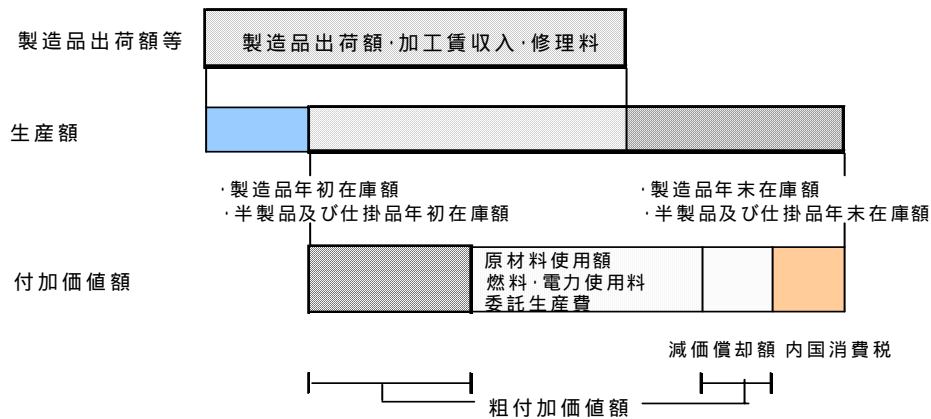 製造品出荷額等
製造品出荷額･加工賃収入･修理料
生産額
･製造品年初在庫額
･半製品及び仕掛品年初在庫額
･製造品年末在庫額
･半製品及び仕掛品年末在庫額
付加価値額
原材料使用額
燃料･電力使用料
委託生産費
減価償却額 内国消費税
粗付加価値額